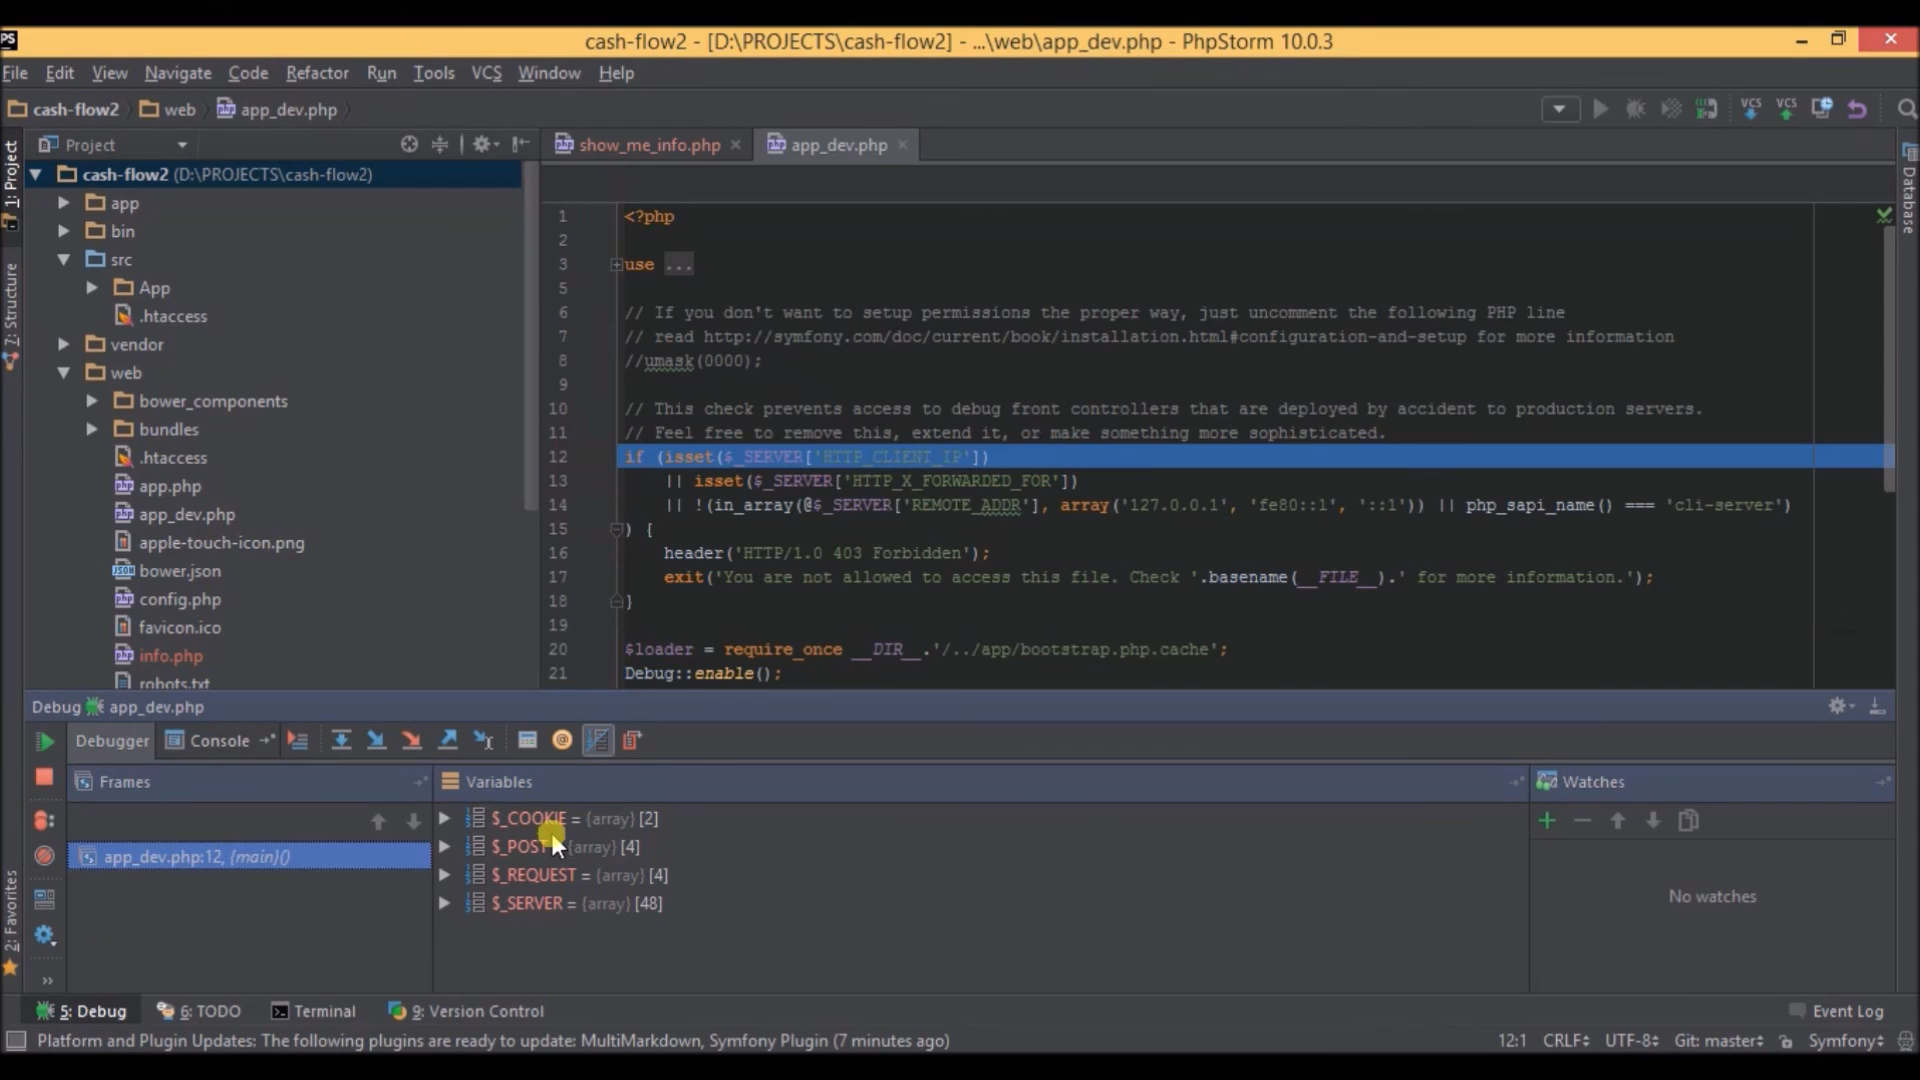 PS
cash-flow2 - [D:\PROJECTS\cash-flow2] - ...\web\app_dev.php - PhpStorm 10.0.3
File Edit View Navigate Code Refactor Run Tools VCS Window Help
cash-flow2 web app_dev.php
VCS VCS
Project
show_me_info.php app_dev.php
1: Project
7: Structure
2: Favorites
Database
cash-flow2 (D:\PROJECTS\cash-flow2)
app
bin
src
App
.htaccess
vendor
web
bower_components
bundles
.htaccess
app.php
app_dev.php
apple-touch-icon.png
bower.json
config.php
favicon.ico
info.php
robots.txt
1 <?php
2
3 use ...
5
6 // If you don't want to setup permissions the proper way, just uncomment the following PHP line
7 // read http://symfony.com/doc/current/book/installation.html#configuration-and-setup for more information
8 //umask(0000);
9
10 // This check prevents access to debug front controllers that are deployed by accident to production servers.
11 // Feel free to remove this, extend it, or make something more sophisticated.
12 if (isset($_SERVER['HTTP_CLIENT_IP'])
13 || isset($_SERVER['HTTP_X_FORWARDED_FOR'])
14 || !(in_array(@$_SERVER['REMOTE_ADDR'], array('127.0.0.1', 'fe80::1', '::1')) || php_sapi_name() === 'cli-server')
15 ) {
16 header('HTTP/1.0 403 Forbidden');
17 exit('You are not allowed to access this file. Check '.basename(__FILE__).' for more information.');
18 }
19
20 $loader = require_once __DIR__.'/../app/bootstrap.php.cache';
21 Debug::enable();
Debug app_dev.php
Debugger Console
Frames
Variables
Watches
app_dev.php:12, {main}()
$_COOKIE = {array} [2]
$_POST {array} [4]
$_REQUEST = {array} [4]
$_SERVER = {array} [48]
No watches
5: Debug 6: TODO Terminal 9: Version Control Event Log
Platform and Plugin Updates: The following plugins are ready to update: MultiMarkdown, Symfony Plugin (7 minutes ago) 12:1 CRLF UTF-8 Git: master Symfony